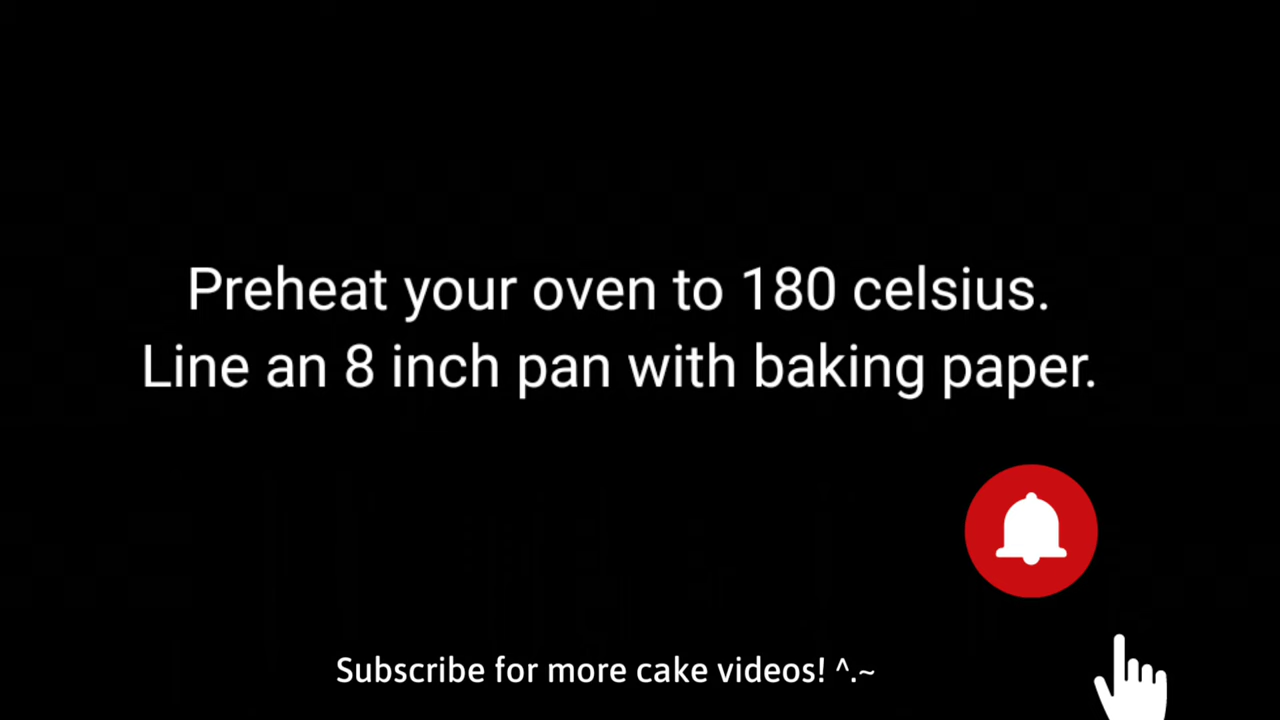 Preheat your oven to 180 celsius.
Line an 8 inch pan with baking paper.
Subscribe for more cake videos! ^.~